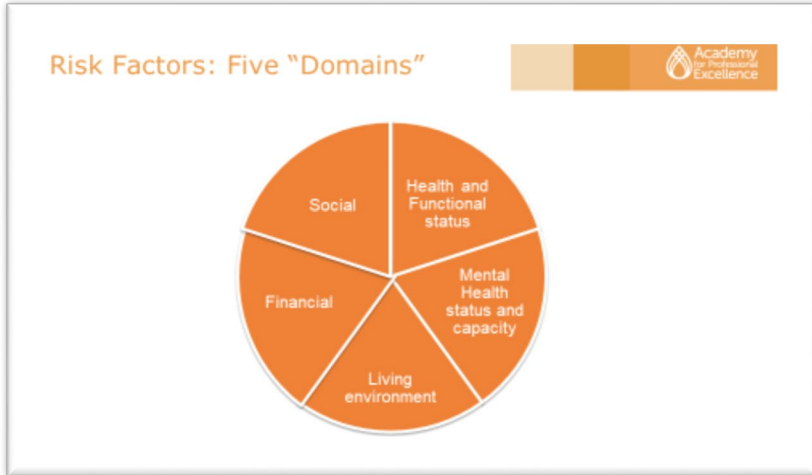 Risk Factors: Five “Domains”
Academy
for Professional
Excellence
Health and
Functional
status
Mental
Health
status and
capacity
Living
environment
Financial
Social